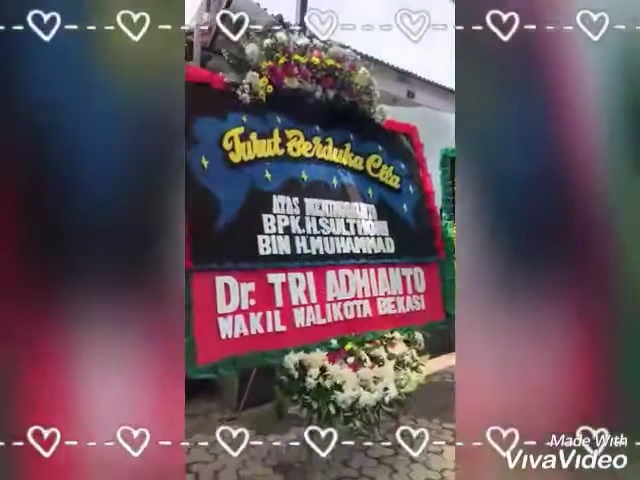 Turut Berduka Cita
ATAS MENINGGALNYA
BPK.H.SULTHONI
BIN H.MUHAMMAD
Dr. TRI ADHIANTO
WAKIL WALIKOTA BEKASI
Made With
VivaVideo